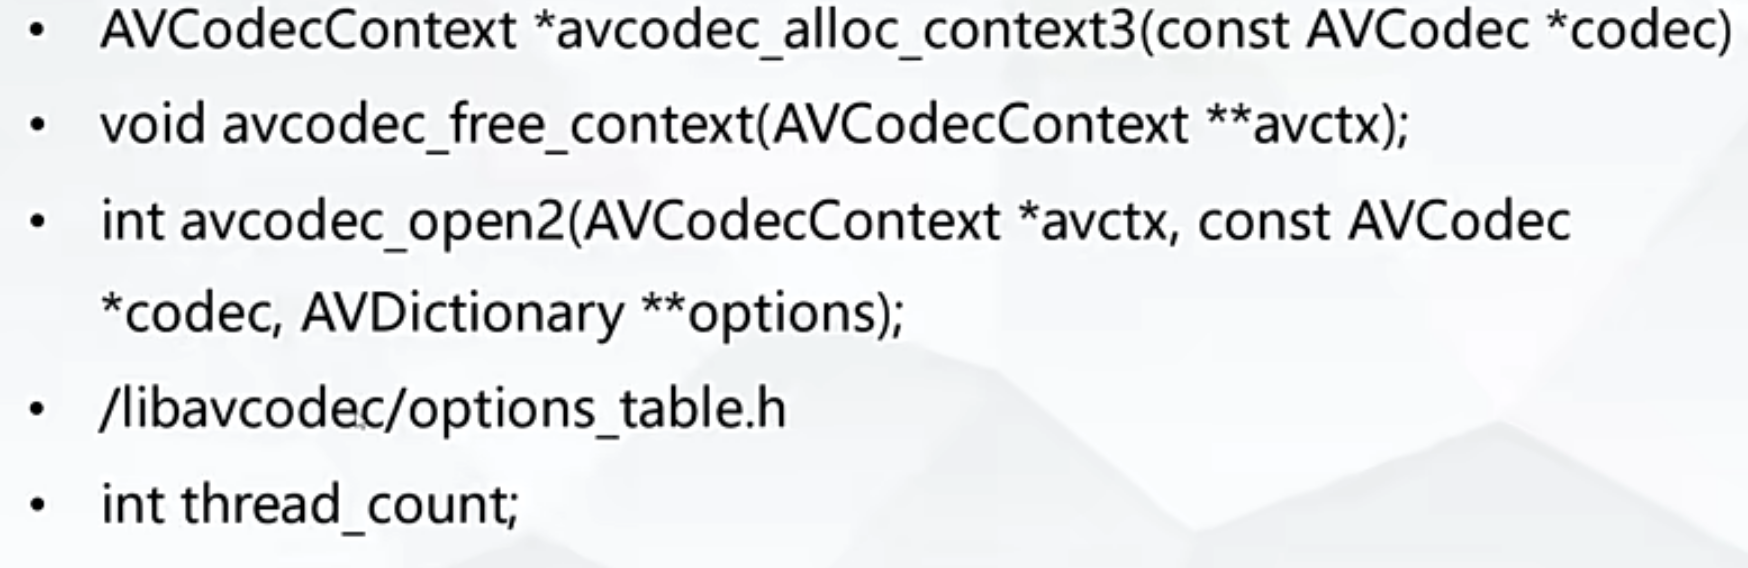 • AVCodecContext *avcodec_alloc_context3(const AVCodec *codec)
• void avcodec_free_context(AVCodecContext **avctx);
• int avcodec_open2(AVCodecContext *avctx, const AVCodec
*codec, AVDictionary **options);
• /libavcodec/options_table.h
• int thread_count;